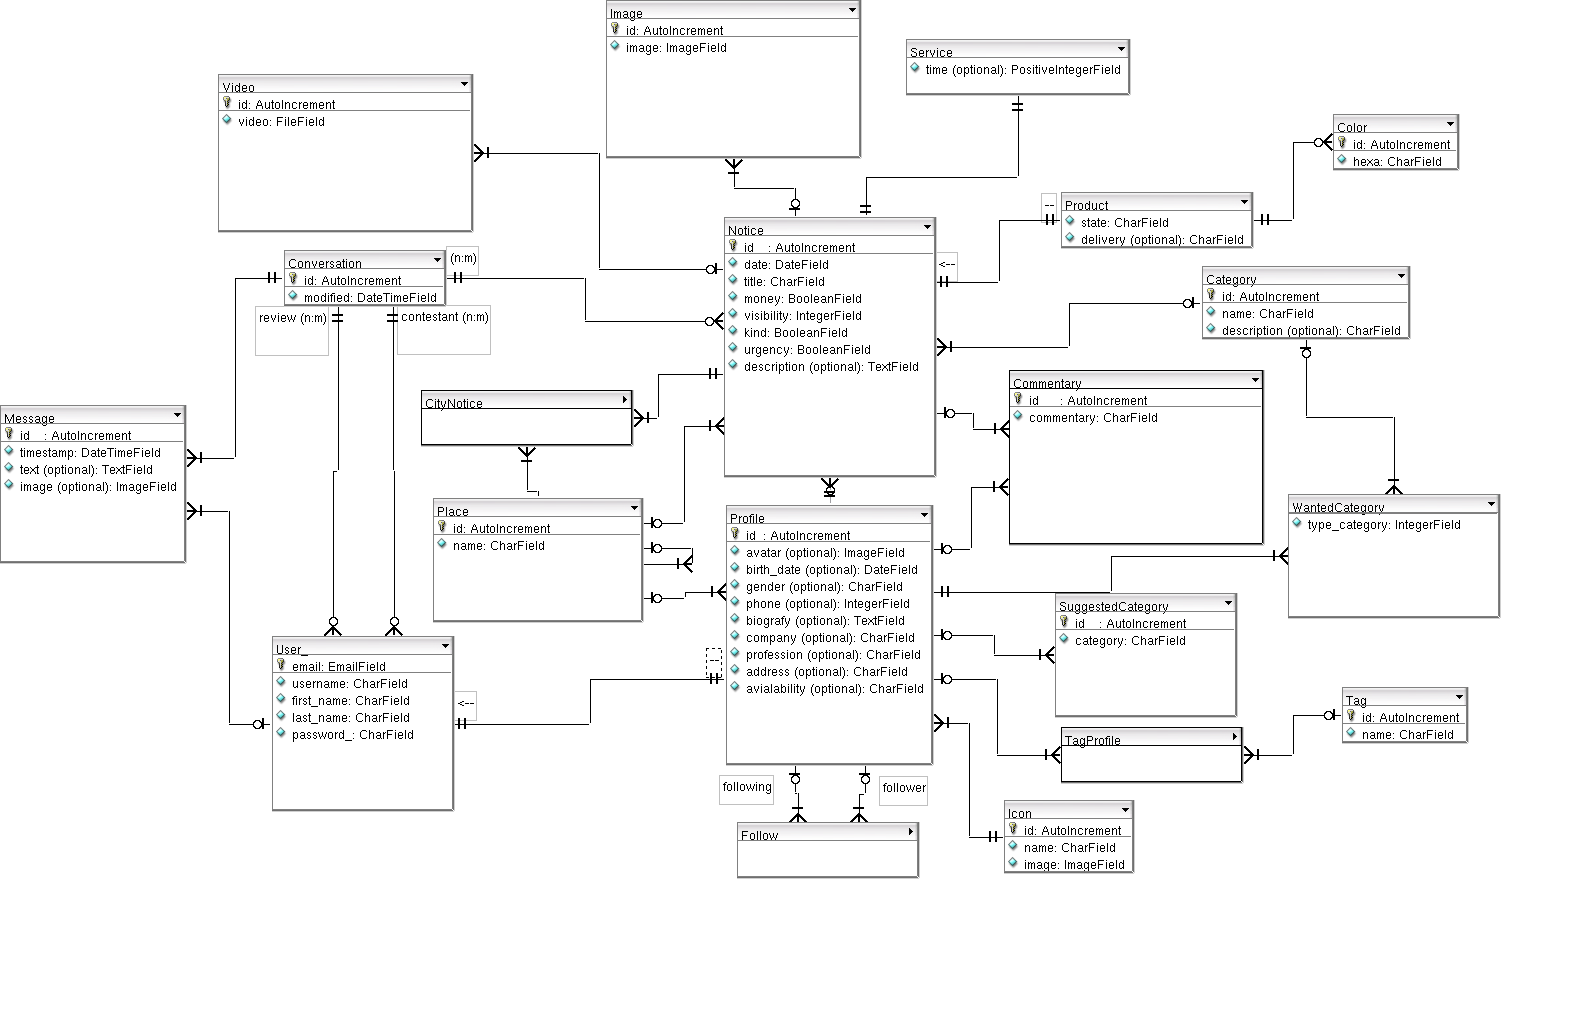 Image
id: AutoIncrement
image: ImageField
Service
time (optional): PositiveIntegerField
Video
id: AutoIncrement
video: FileField
Color
id: AutoIncrement
hexa: CharField
--
Product
state: CharField
delivery (optional): CharField
Notice
id : AutoIncrement
date: DateField
title: CharField
money: BooleanField
visibility: IntegerField
kind: BooleanField
urgency: BooleanField
description (optional): TextField
<--
Conversation
id: AutoIncrement
modified: DateTimeField
(n:m)
review (n:m)
contestant (n:m)
Category
id: AutoIncrement
name: CharField
description (optional): CharField
CityNotice
Commentary
id : AutoIncrement
commentary: CharField
Message
id : AutoIncrement
timestamp: DateTimeField
text (optional): TextField
image (optional): ImageField
Place
id: AutoIncrement
name: CharField
Profile
id : AutoIncrement
avatar (optional): ImageField
birth_date (optional): DateField
gender (optional): CharField
phone (optional): IntegerField
biografy (optional): TextField
company (optional): CharField
profession (optional): CharField
address (optional): CharField
avialability (optional): CharField
WantedCategory
type_category: IntegerField
SuggestedCategory
id : AutoIncrement
category: CharField
User_
email: EmailField
username: CharField
first_name: CharField
last_name: CharField
password_: CharField
<--
--
Tag
id: AutoIncrement
name: CharField
TagProfile
following
follower
Follow
Icon
id: AutoIncrement
name: CharField
image: ImageField